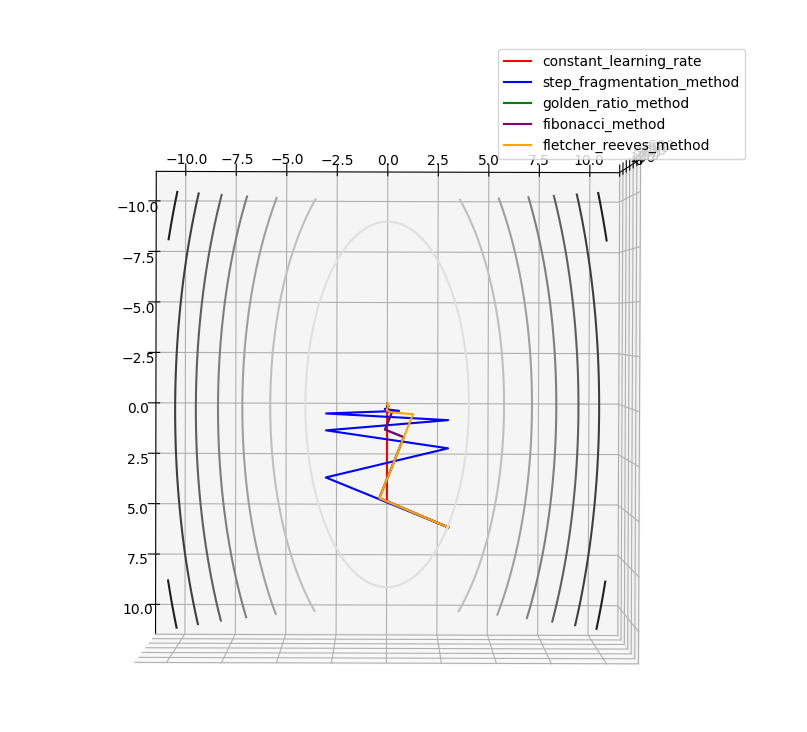 constant_learning_rate
step_fragmentation_method
golden_ratio_method
fibonacci_method
fletcher_reeves_method
−10.0 −7.5 −5.0 −2.5 0.0 2.5 5.0 7.5 10.0
−10.0
−7.5
−5.0
−2.5
0.0
2.5
5.0
7.5
10.0